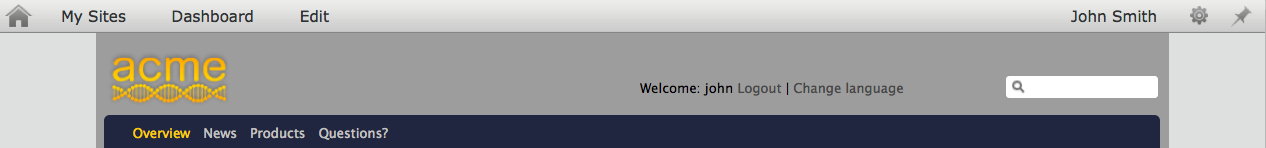 My Sites Dashboard Edit John Smith
acme
Welcome: john Logout | Change language
Overview News Products Questions?